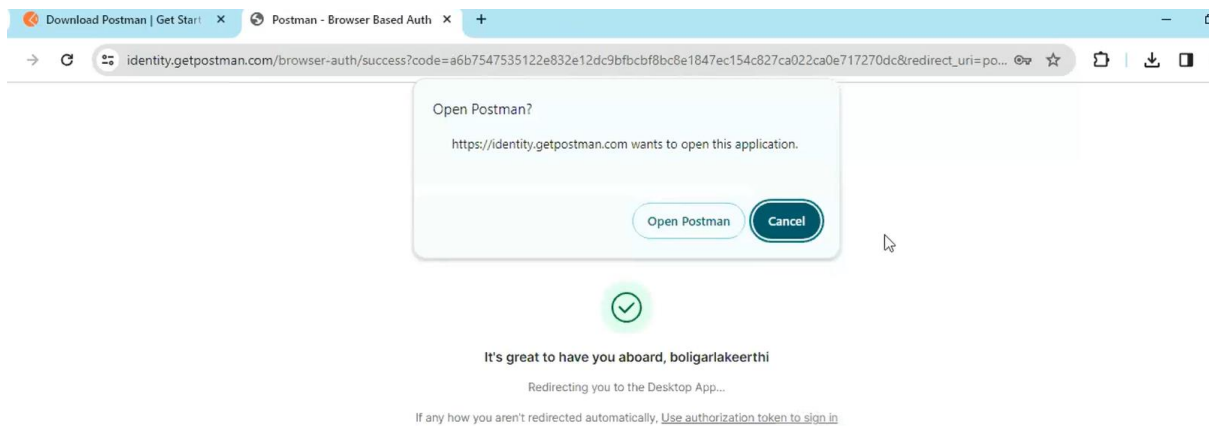 Download Postman | Get Start
Postman - Browser Based Auth
identity.getpostman.com/browser-auth/success?code=a6b7547535122e832e12dc9bfbcbf8bc8e1847ec154c827ca022ca0e717270dc&redirect_uri=po...
Open Postman?
https://identity.getpostman.com wants to open this application.
Open Postman
Cancel
It's great to have you aboard, boligarlakeerthi
Redirecting you to the Desktop App...
If any how you aren't redirected automatically, Use authorization token to sign in